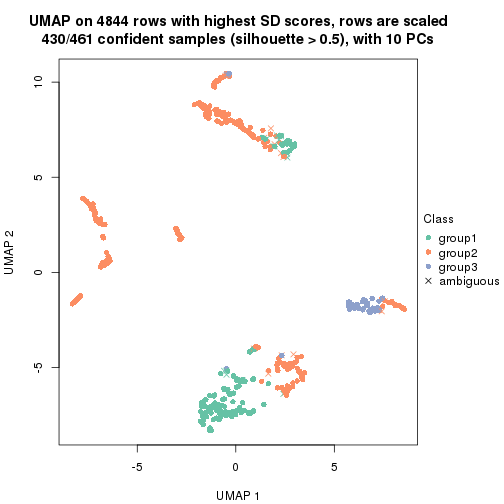 UMAP on 4844 rows with highest SD scores, rows are scaled
430/461 confident samples (silhouette > 0.5), with 10 PCs
10
5
0
-5
UMAP 2
-5
0
5
UMAP 1
Class
group1
group2
group3
ambiguous